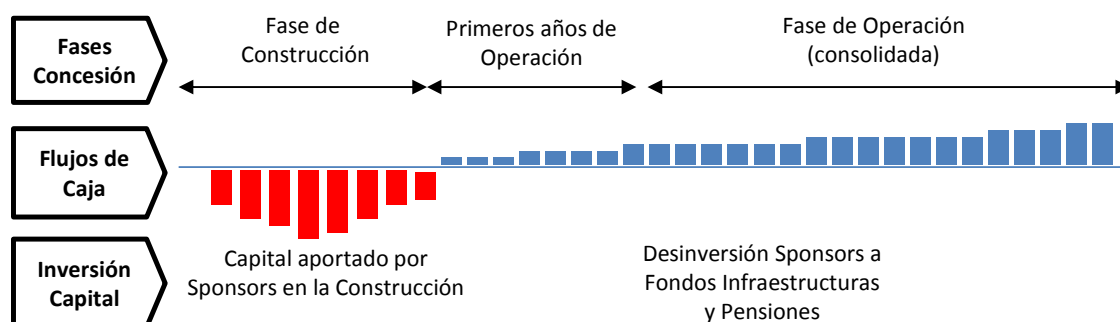 Fases
Concesión
Fase de
Construcción
Primeros años de
Operación
Fase de Operación
(consolidada)
Flujos de
Caja
Inversión
Capital
Capital aportado por
Sponsors en la Construcción
Desinversión Sponsors a
Fondos Infraestructuras
y Pensiones